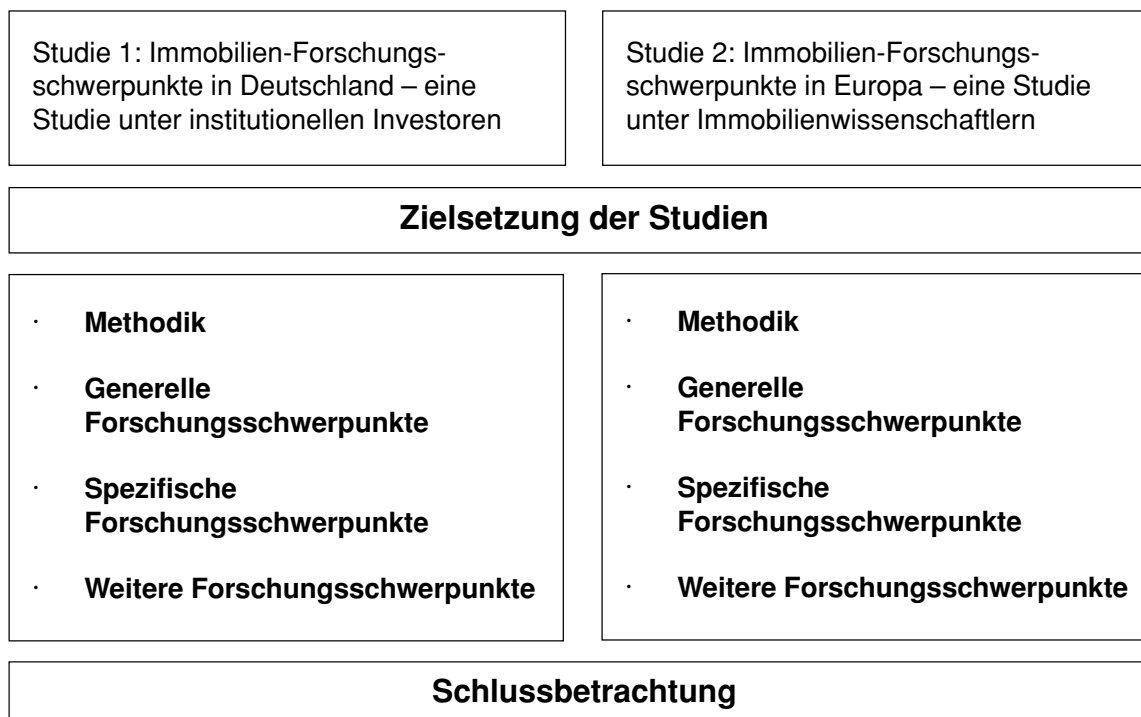 Studie 1: Immobilien-Forschungs-
schwerpunkte in Deutschland – eine
Studie unter institutionellen Investoren
Studie 2: Immobilien-Forschungs-
schwerpunkte in Europa – eine Studie
unter Immobilienwissenschaftlern
Zielsetzung der Studien
· Methodik
· Generelle
Forschungsschwerpunkte
· Spezifische
Forschungsschwerpunkte
· Weitere Forschungsschwerpunkte
· Methodik
· Generelle
Forschungsschwerpunkte
· Spezifische
Forschungsschwerpunkte
· Weitere Forschungsschwerpunkte
Schlussbetrachtung